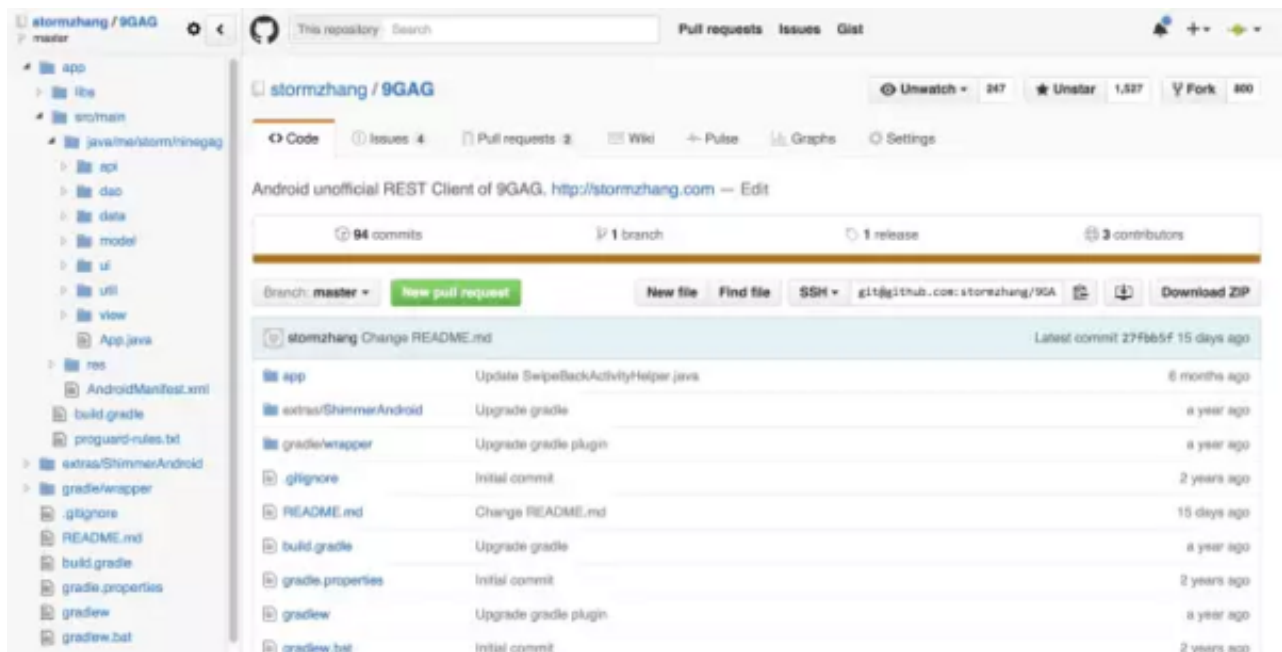 stormzhang / 9GAG
master
app
libs
src/main
java/me/storm/ninegag
api
dao
data
model
ui
util
view
App.java
res
AndroidManifest.xml
build.gradle
proguard-rules.txt
extras/ShimmerAndroid
gradle/wrapper
.gitignore
README.md
build.gradle
gradle.properties
gradlew
gradlew.bat
This repository Search Pull requests Issues Gist
stormzhang / 9GAG Unwatch 247 Unstar 1,527 Fork 800
Code Issues 4 Pull requests 2 Wiki Pulse Graphs Settings
Android unofficial REST Client of 9GAG. http://stormzhang.com — Edit
94 commits 1 branch 1 release 3 contributors
Branch: master New pull request New file Find file SSH git@github.com:stormzhang/9GA Download ZIP
stormzhang Change README.md Latest commit 27fbb5f 15 days ago
app Update SwipeBackActivityHelper.java 6 months ago
extras/ShimmerAndroid Upgrade gradle a year ago
gradle/wrapper Upgrade gradle plugin a year ago
.gitignore Initial commit 2 years ago
README.md Change README.md 15 days ago
build.gradle Upgrade gradle a year ago
gradle.properties Initial commit 2 years ago
gradlew Upgrade gradle plugin a year ago
gradlew.bat Initial commit 2 years ago